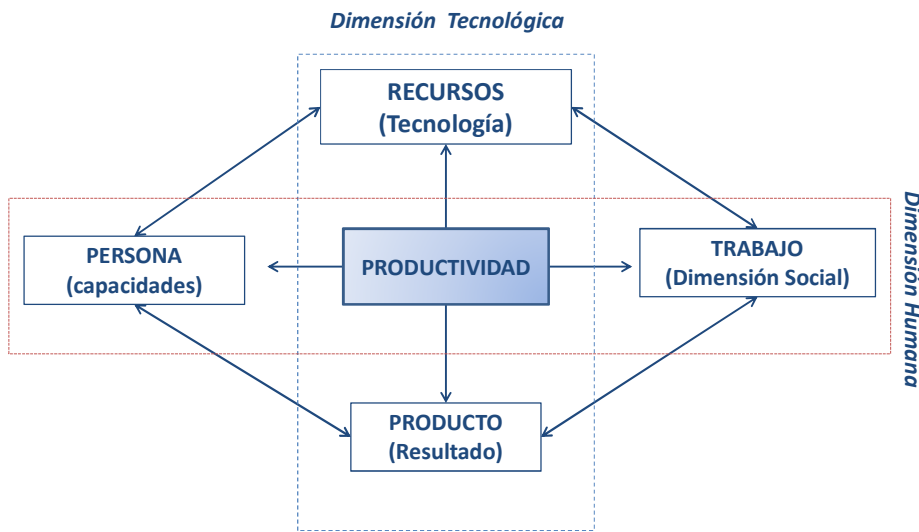 Dimensión Tecnológica
RECURSOS
(Tecnología)
PERSONA
(capacidades)
PRODUCTIVIDAD
TRABAJO
(Dimensión Social)
Dimensión Humana
PRODUCTO
(Resultado)